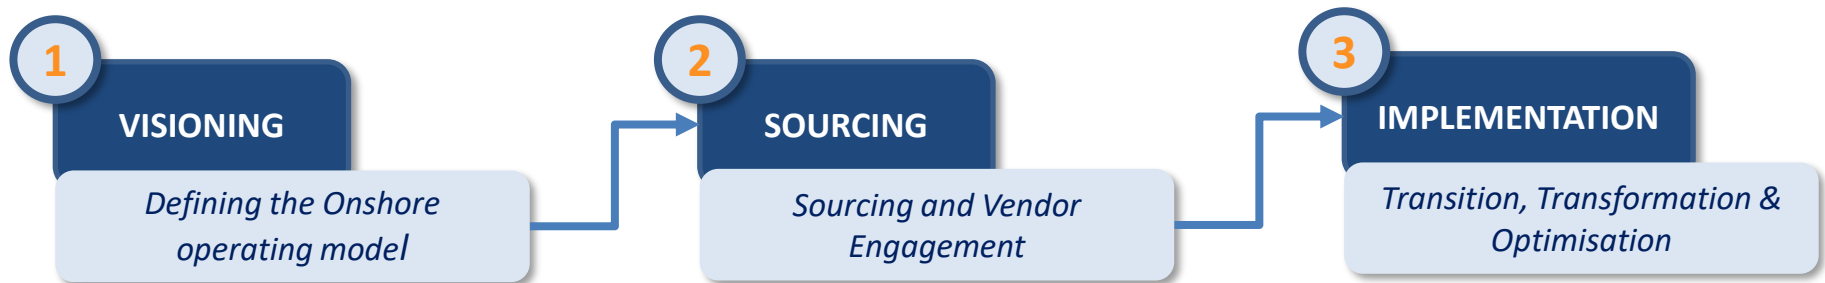 1
VISIONING
Defining the Onshore
operating model
2
SOURCING
Sourcing and Vendor
Engagement
3
IMPLEMENTATION
Transition, Transformation &
Optimisation